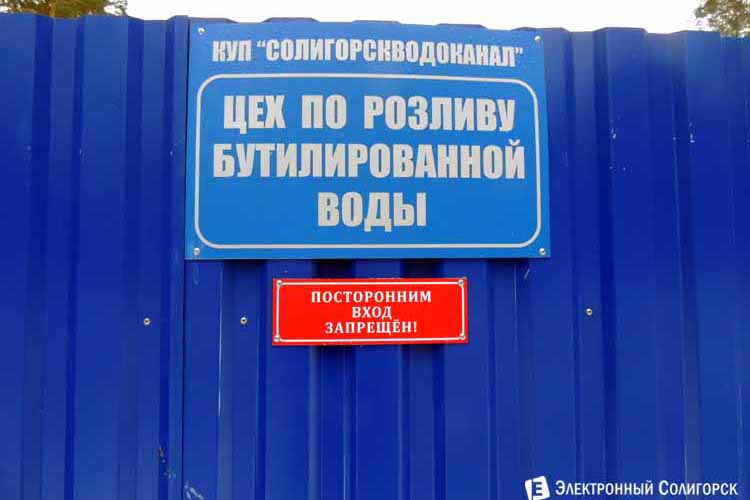 КУП "СОЛИГОРСКВОДОКАНАЛ"
ЦЕХ ПО РОЗЛИВУ
БУТИЛИРОВАННОЙ
ВОДЫ
ПОСТОРОННИМ
ВХОД
ЗАПРЕЩЁН!
E ЭЛЕКТРОННЫЙ СОЛИГОРСК